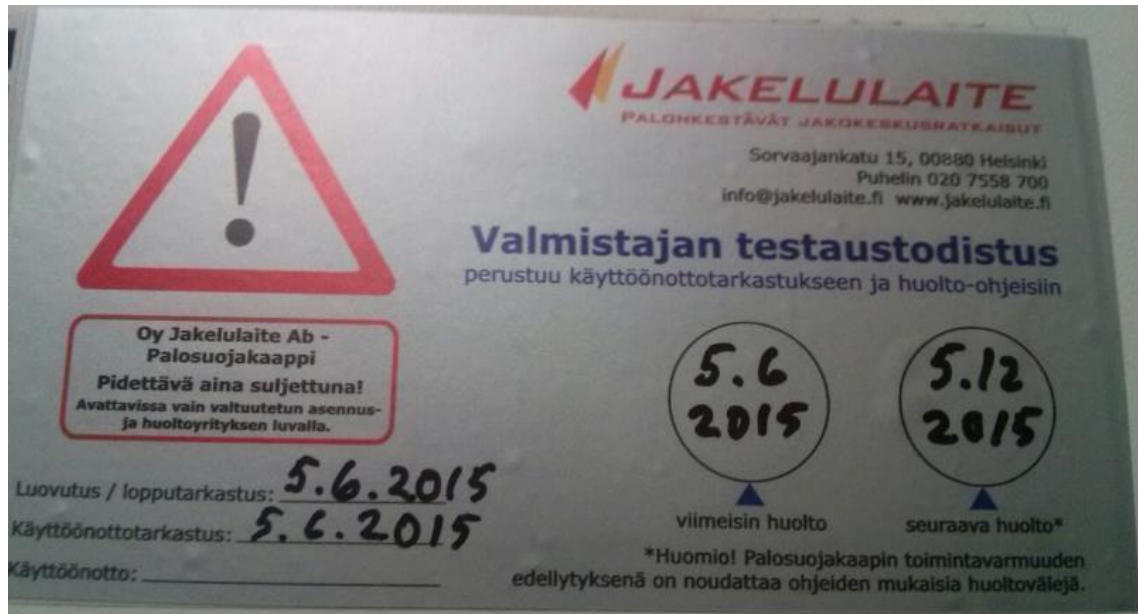 JAKELULAITE
PALONKESTÄVÄT JAKOKESKUSRATKAISUT
Sorvaajankatu 15, 00880 Helsinki
Puhelin 020 7558 700
info@jakelulaite.fi www.jakelulaite.fi
Valmistajan testaustodistus
perustuu käyttöönottotarkastukseen ja huolto-ohjeisiin
Oy Jakelulaite Ab -
Palosuojakaappi
Pidettävä aina suljettuna!
Avattavissa vain valtuutetun asennus-
ja huoltoyrityksen luvalla.
5.6
2015
viimeisin huolto
5.12
2015
seuraava huolto*
Luovutus / lopputarkastus: 5.6.2015
Käyttöönottotarkastus: 5.6.2015
Käyttöönotto:
*Huomio! Palosuojakaapin toimintavarmuuden
edellytyksenä on noudattaa ohjeiden mukaisia huoltovälejä.